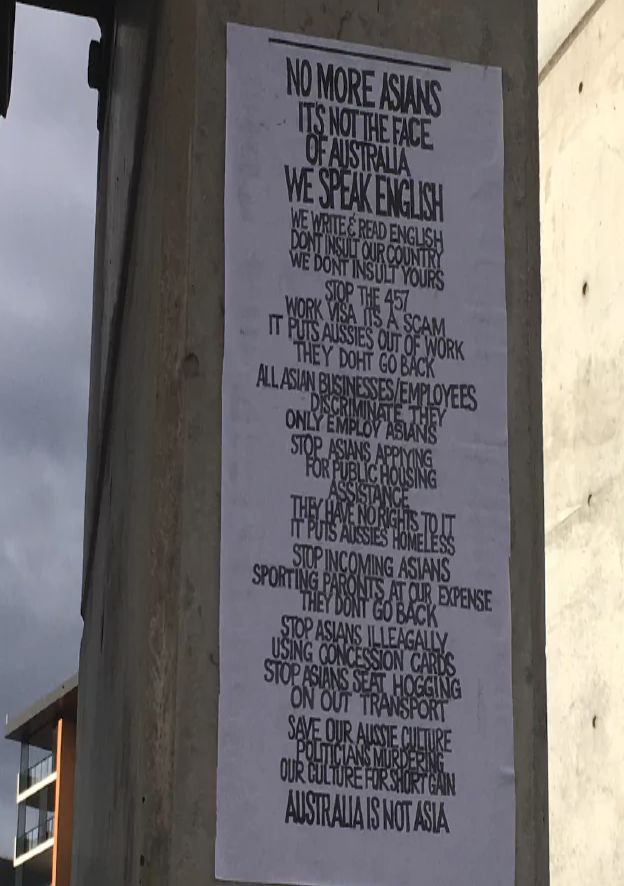 NO MORE ASIANS
IT'S NOT THE FACE
OF AUSTRALIA
WE SPEAK ENGLISH
WE WRITE & READ ENGLISH
DONT INSULT OUR COUNTRY
WE DONT INSULT YOURS
STOP THE 457
WORK VISA ITS A SCAM
IT PUTS AUSSIES OUT OF WORK
THEY DOHT GO BACK
ALL ASIAN BUSINESSES/EMPLOYEES
DISCRIMINATE THEY
ONLY EMPLOY ASIANS
STOP ASIANS APPLYING
FOR PUBLIC HOUSING
ASSISTANCE
THEY HAVE NO RIGHTS TO IT
IT PUTS AUSSIES HOMELESS
STOP INCOMING ASIANS
SPORTING PARONTS AT OUR EXPENSE
THEY DONT GO BACK
STOP ASIANS ILLEAGALLY
USING CONCESSION CARDS
STOP ASIANS SEAT HOGGING
ON OUT TRANSPORT
SAVE OUR AUSSIE CULTURE
POLITICIANS MURDERING
OUR CULTURE FOR SHORT GAIN
AUSTRALIA IS NOT ASIA